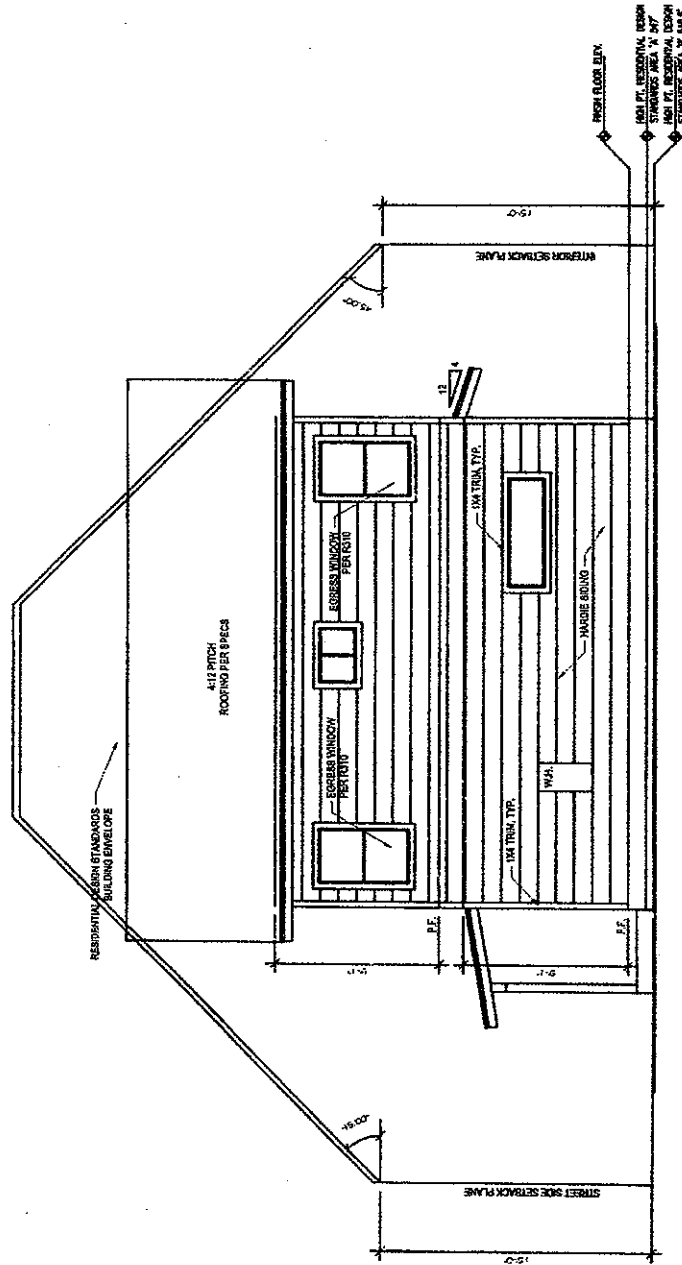 RESIDENTIAL DESIGN STANDARDS
BUILDING ENVELOPE
4:12 PITCH
ROOFING PER SPECS
45.00°
45.00°
EGRESS WINDOW
PER R310
EGRESS WINDOW
PER R310
12
4
1X4 TRIM, TYP.
1X4 TRIM, TYP.
W.H.
HARDIE SIDING
P.F.
F.F.
9'-1"
15'-0"
15'-0"
STREET SIDE SETBACK PLANE
INTERIOR SETBACK PLANE
FINISH FLOOR ELEV.
HIGH PT. RESIDENTIAL DESIGN
STANDARDS AREA 'A' 547'
HIGH PT. RESIDENTIAL DESIGN